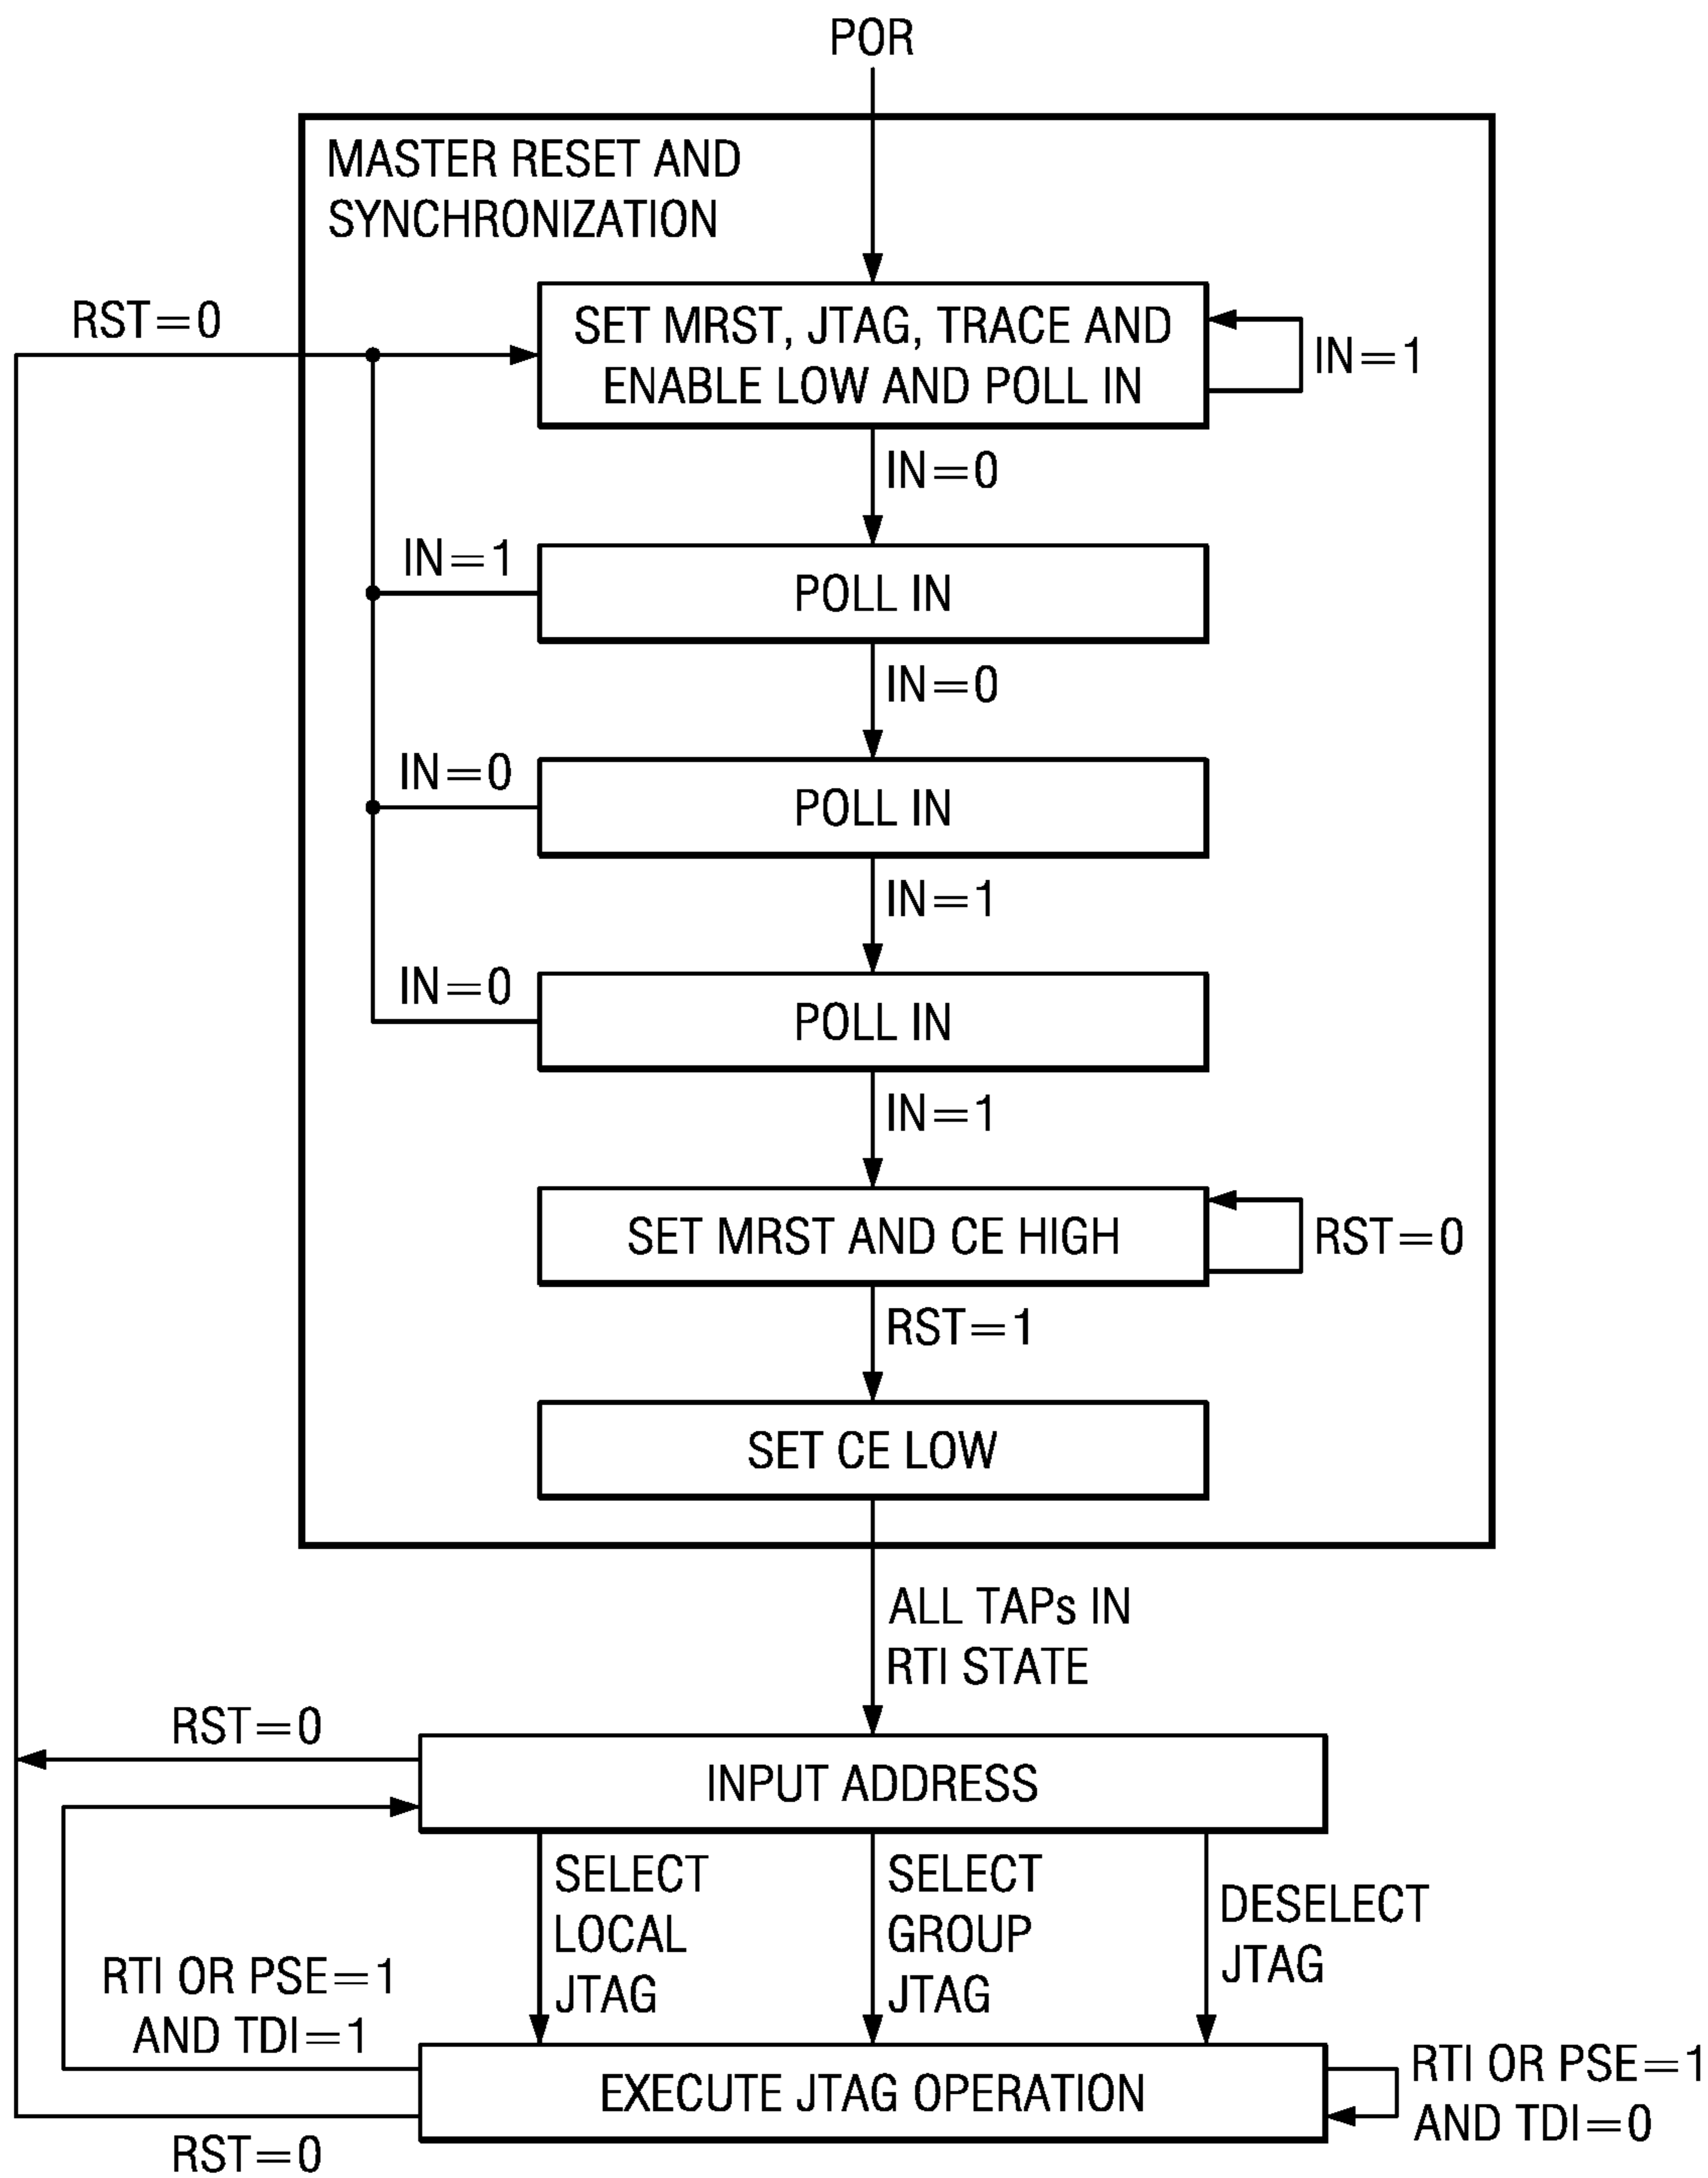 POR
MASTER RESET AND
SYNCHRONIZATION
RST=0
SET MRST, JTAG, TRACE AND
ENABLE LOW AND POLL IN
IN=1
IN=0
IN=1
POLL IN
IN=0
IN=0
POLL IN
IN=1
IN=0
POLL IN
IN=1
SET MRST AND CE HIGH
RST=0
RST=1
SET CE LOW
ALL TAPs IN
RTI STATE
RST=0
INPUT ADDRESS
SELECT
LOCAL
JTAG
SELECT
GROUP
JTAG
DESELECT
JTAG
RTI OR PSE=1
AND TDI=1
EXECUTE JTAG OPERATION
RTI OR PSE=1
AND TDI=0
RST=0